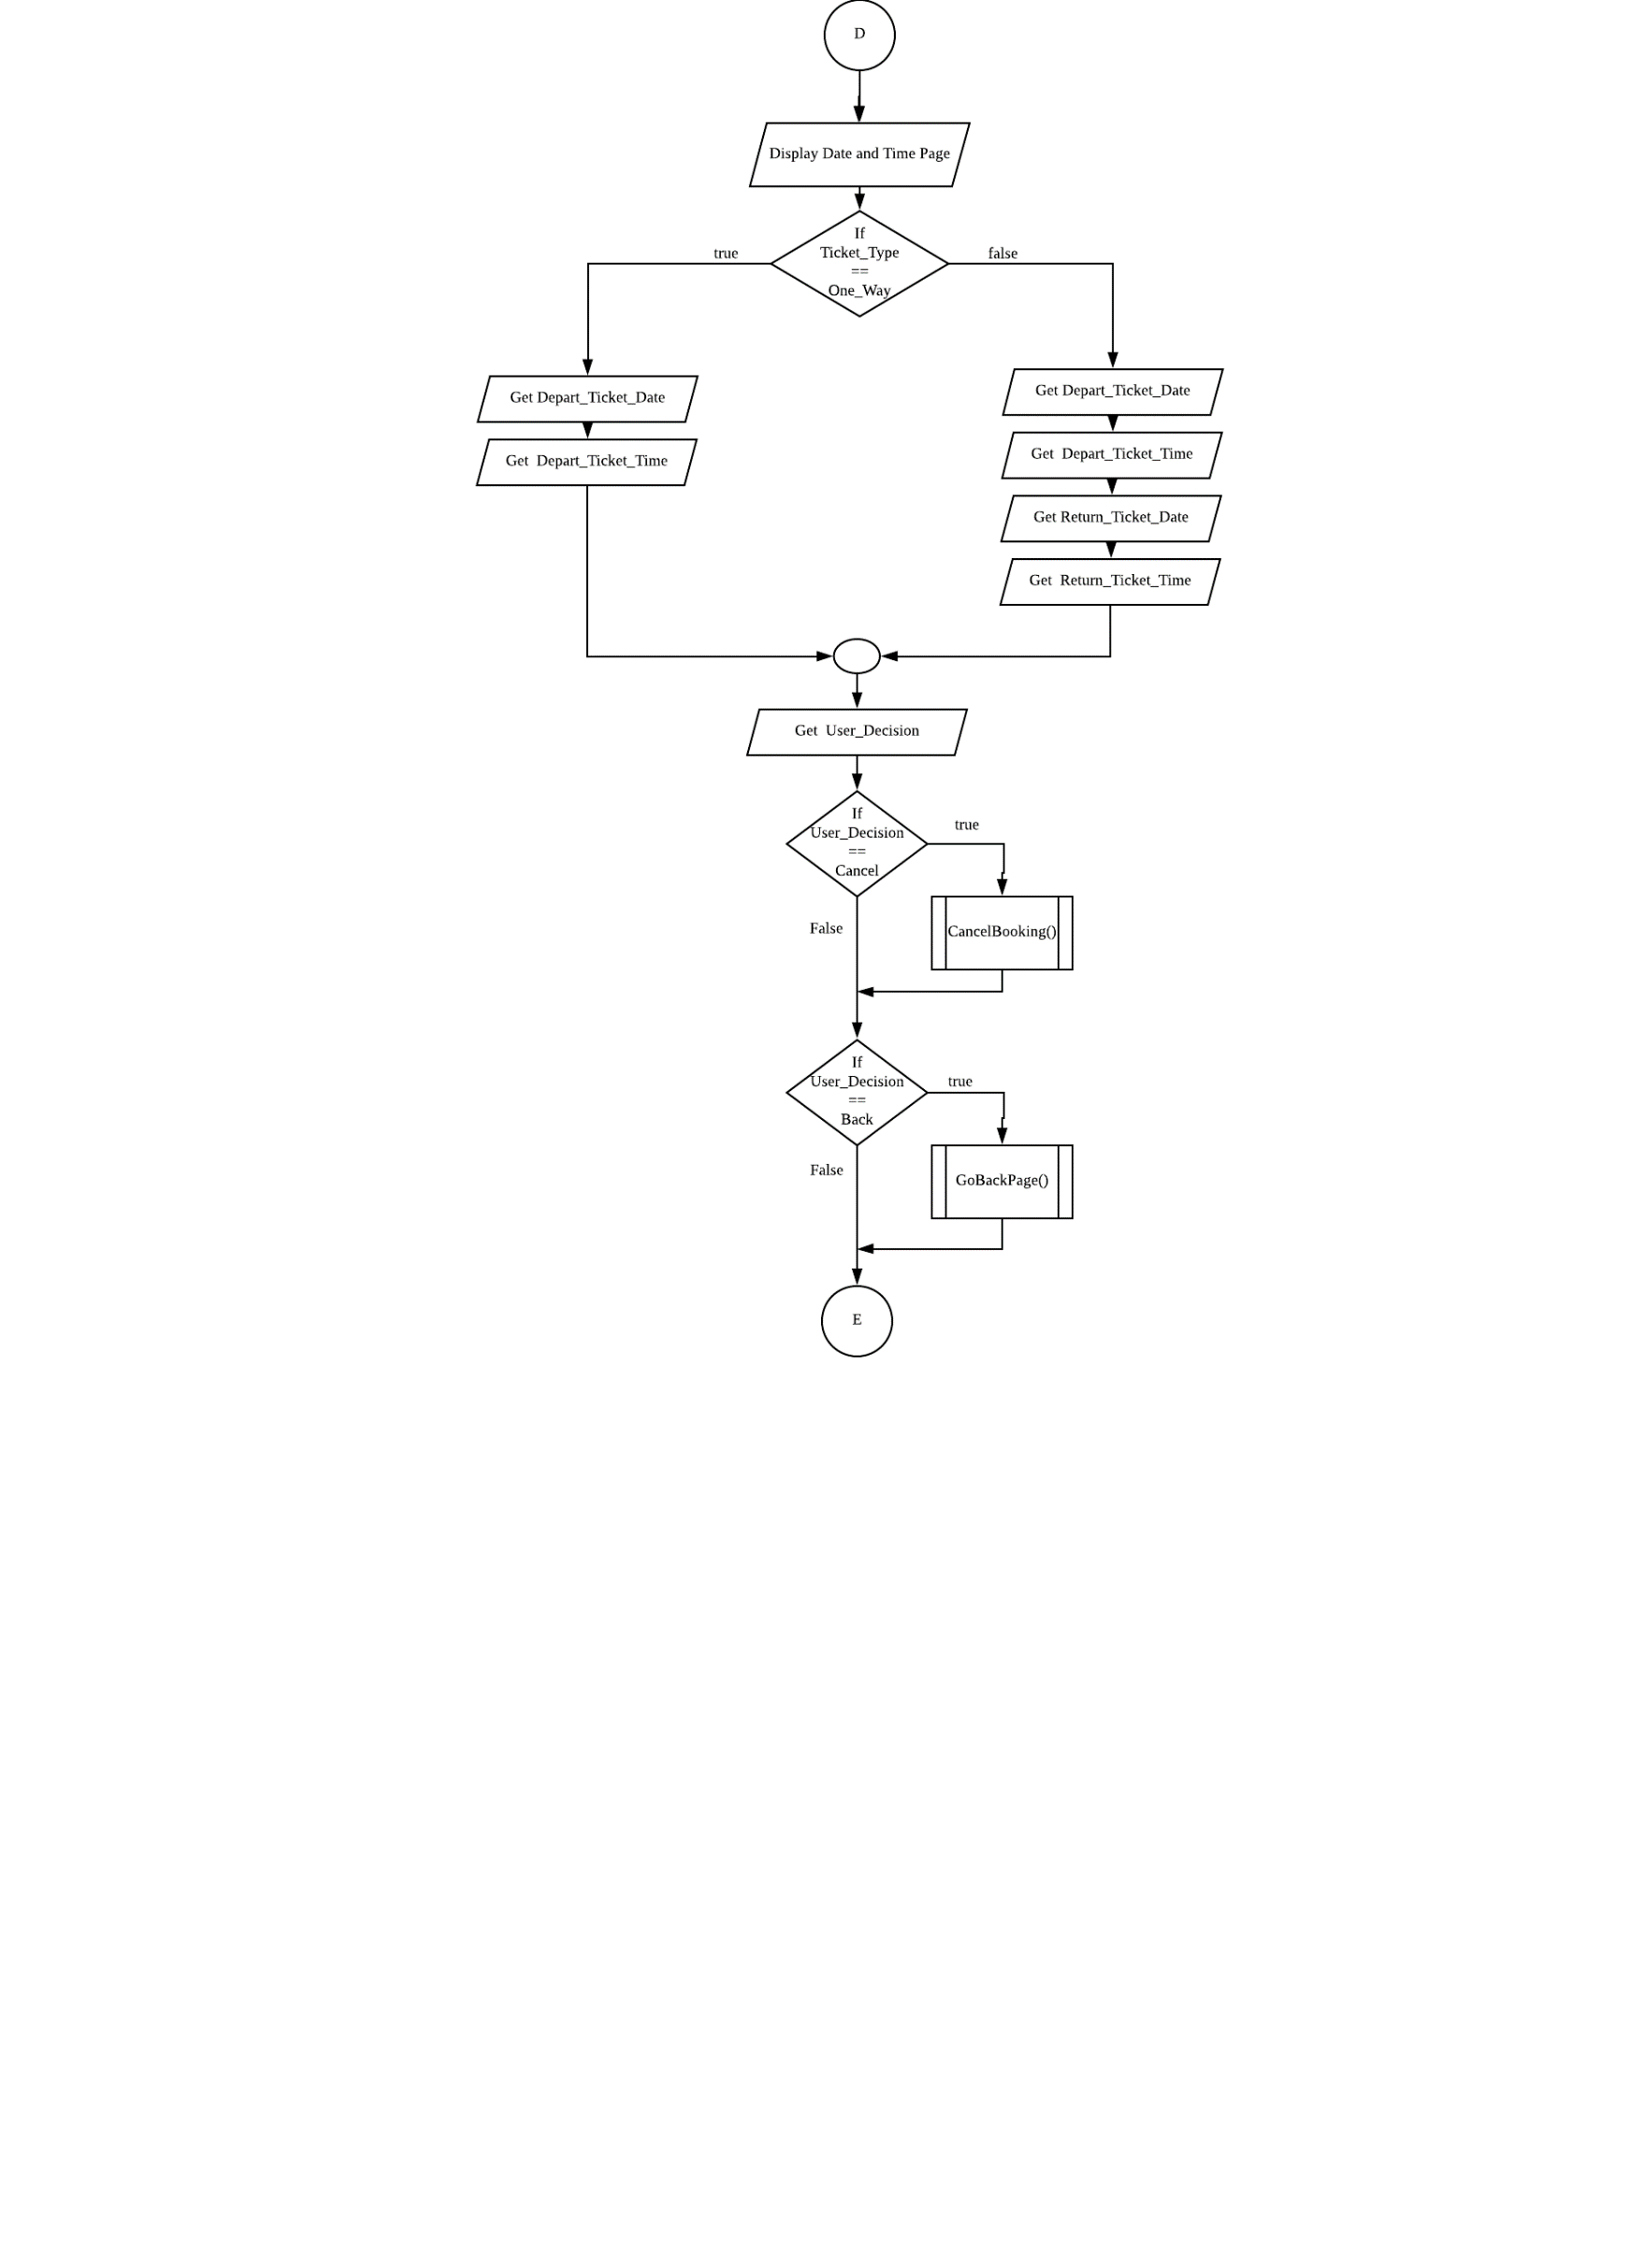 D
Display Date and Time Page
If
Ticket_Type
==
One_Way
true
false
Get Depart_Ticket_Date
Get  Depart_Ticket_Time
Get Depart_Ticket_Date
Get  Depart_Ticket_Time
Get Return_Ticket_Date
Get  Return_Ticket_Time
Get  User_Decision
If
User_Decision
==
Cancel
true
False
CancelBooking()
If
User_Decision
==
Back
true
False
GoBackPage()
E